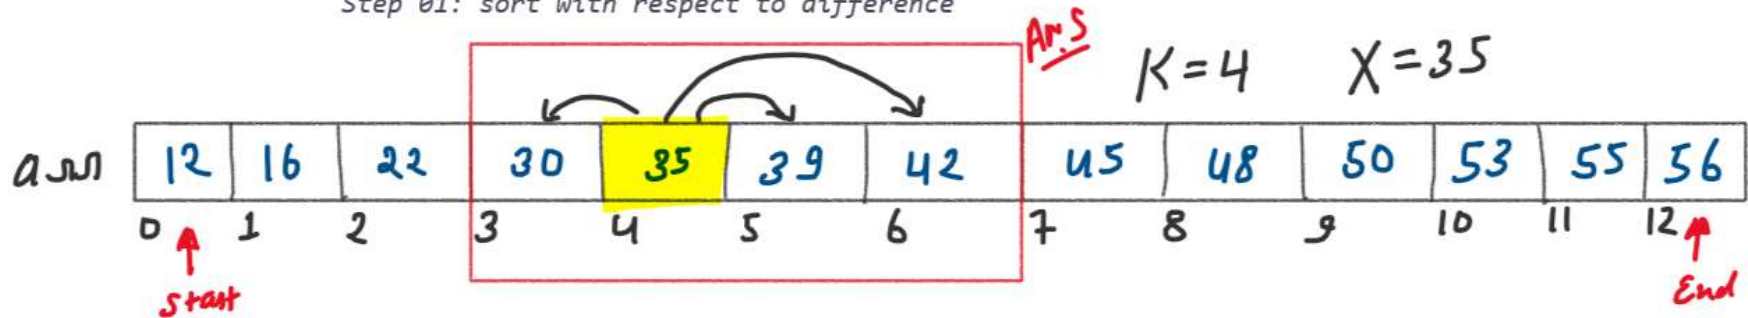 Step 01: sort with respect to difference
Ans
K=4 X=35
arr 12 16 22 30 35 39 42 45 48 50 53 55 56
0 1 2 3 4 5 6 7 8 9 10 11 12
start End